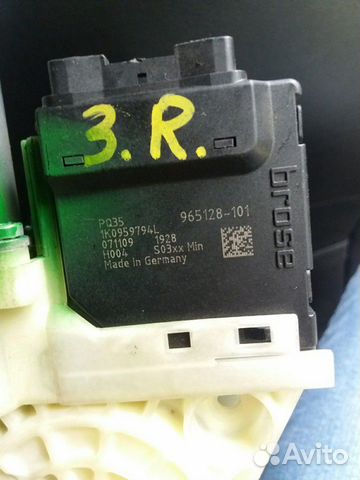 3.R.
brose
PQ35 965128-101
1K0959794L
071109 1928
H004 S03xx Min
Made in Germany
Avito